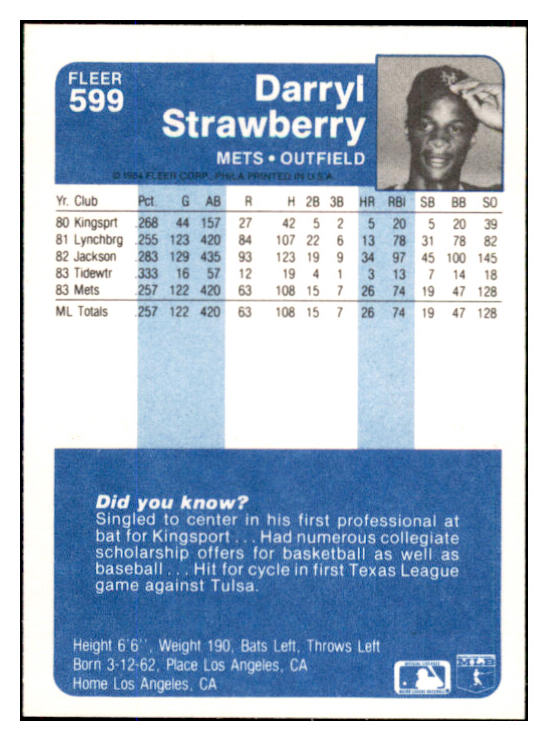 FLEER
599
Darryl
Strawberry
METS • OUTFIELD
© 1984 FLEER CORP., PHILA PRINTED IN U.S.A.
Yr. Club Pct. G AB R H 2B 3B HR RBI SB BB SO
80 Kingsprt .268 44 157 27 42 5 2 5 20 5 20 39
81 Lynchbrg .255 123 420 84 107 22 6 13 78 31 78 82
82 Jackson .283 129 435 93 123 19 9 34 97 45 100 145
83 Tidewtr .333 16 57 12 19 4 1 3 13 7 14 18
83 Mets .257 122 420 63 108 15 7 26 74 19 47 128
ML Totals .257 122 420 63 108 15 7 26 74 19 47 128
Did you know?
Singled to center in his first professional at
bat for Kingsport . . . Had numerous collegiate
scholarship offers for basketball as well as
baseball . . . Hit for cycle in first Texas League
game against Tulsa.
Height 6'6'', Weight 190, Bats Left, Throws Left
Born 3-12-62, Place Los Angeles, CA
Home Los Angeles, CA